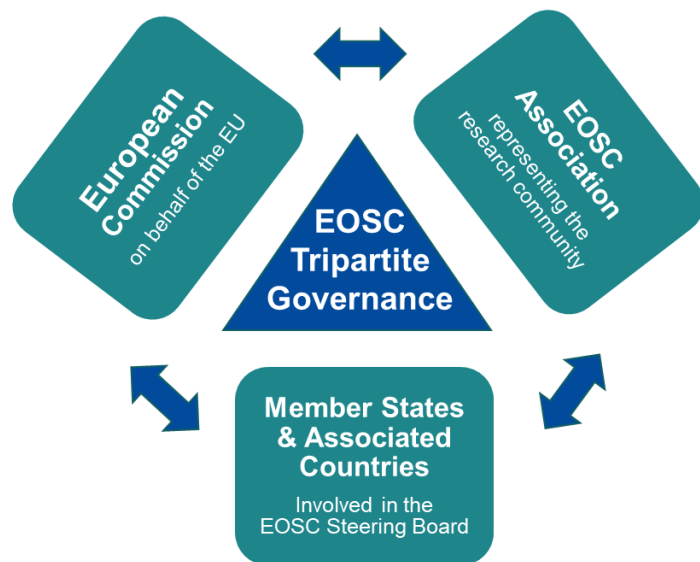 European
Commission
on behalf of the EU
EOSC
Association
representing the
research community
EOSC
Tripartite
Governance
Member States
& Associated
Countries
Involved in the
EOSC Steering Board